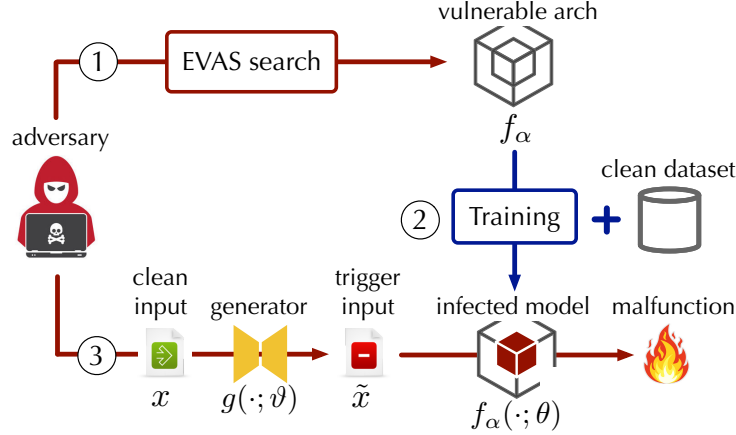 vulnerable arch
1
EVAS search
f_α
adversary
clean dataset
2
Training
clean
input
generator
trigger
input
infected model
malfunction
3
x
g(·; ϑ)
x̃
f_α(·; θ)